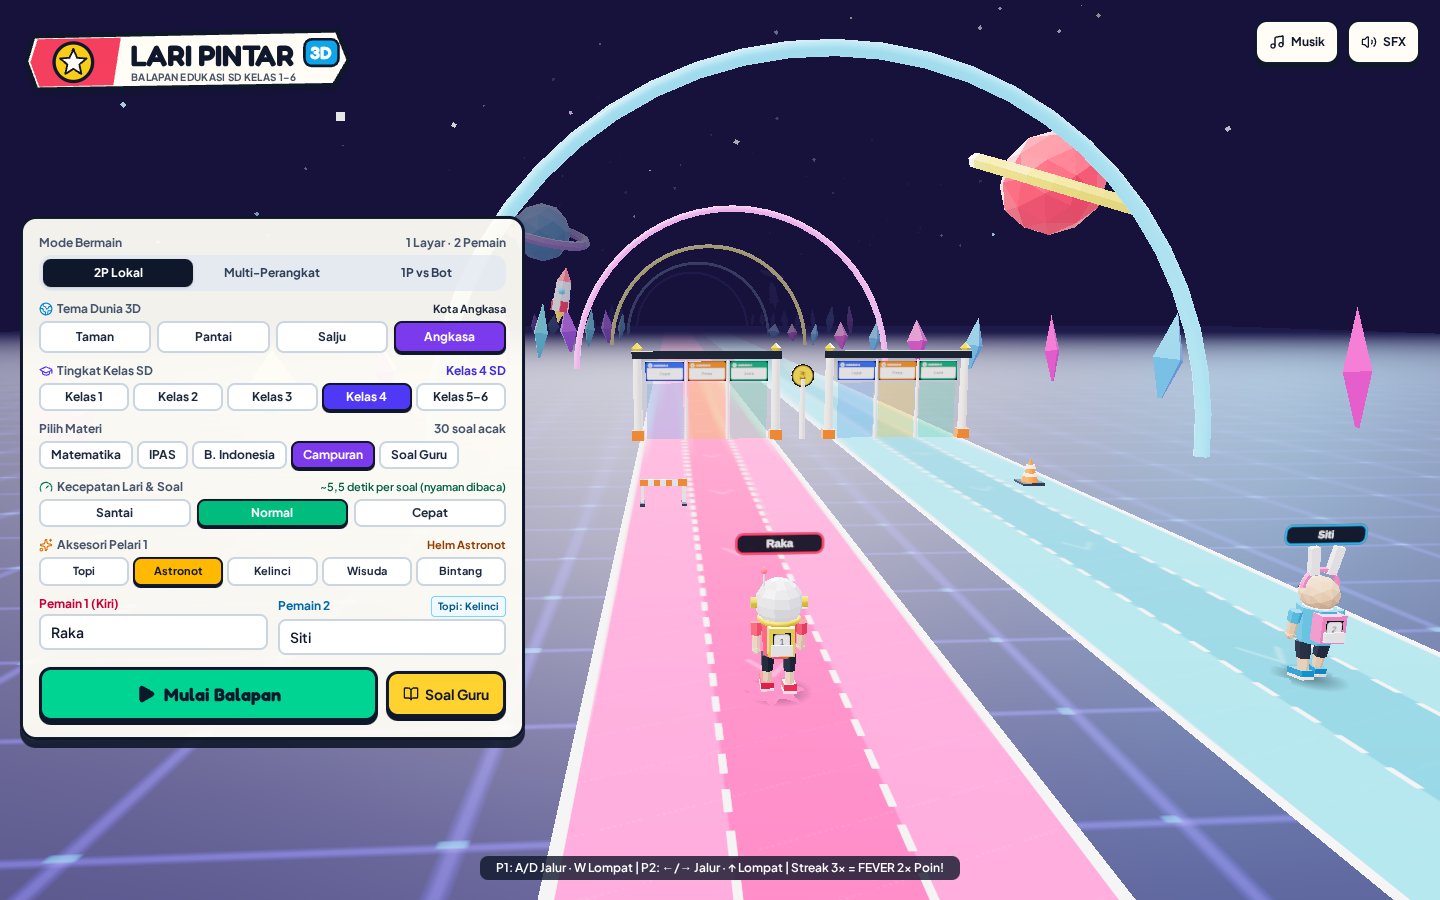 LARI PINTAR 3D
BALAPAN EDUKASI SD KELAS 1-6
Musik
SFX
Mode Bermain
1 Layar · 2 Pemain
2P Lokal
Multi-Perangkat
1P vs Bot
Tema Dunia 3D
Kota Angkasa
Taman
Pantai
Salju
Angkasa
Tingkat Kelas SD
Kelas 4 SD
Kelas 1
Kelas 2
Kelas 3
Kelas 4
Kelas 5-6
Pilih Materi
30 soal acak
Matematika
IPAS
B. Indonesia
Campuran
Soal Guru
Kecepatan Lari & Soal
~5,5 detik per soal (nyaman dibaca)
Santai
Normal
Cepat
Aksesori Pelari 1
Helm Astronot
Topi
Astronot
Kelinci
Wisuda
Bintang
Pemain 1 (Kiri)
Pemain 2
Topi: Kelinci
Raka
Siti
Mulai Balapan
Soal Guru
Raka
1
Siti
2
P1: A/D Jalur · W Lompat | P2: ←/→ Jalur · ↑ Lompat | Streak 3x = FEVER 2x Poin!